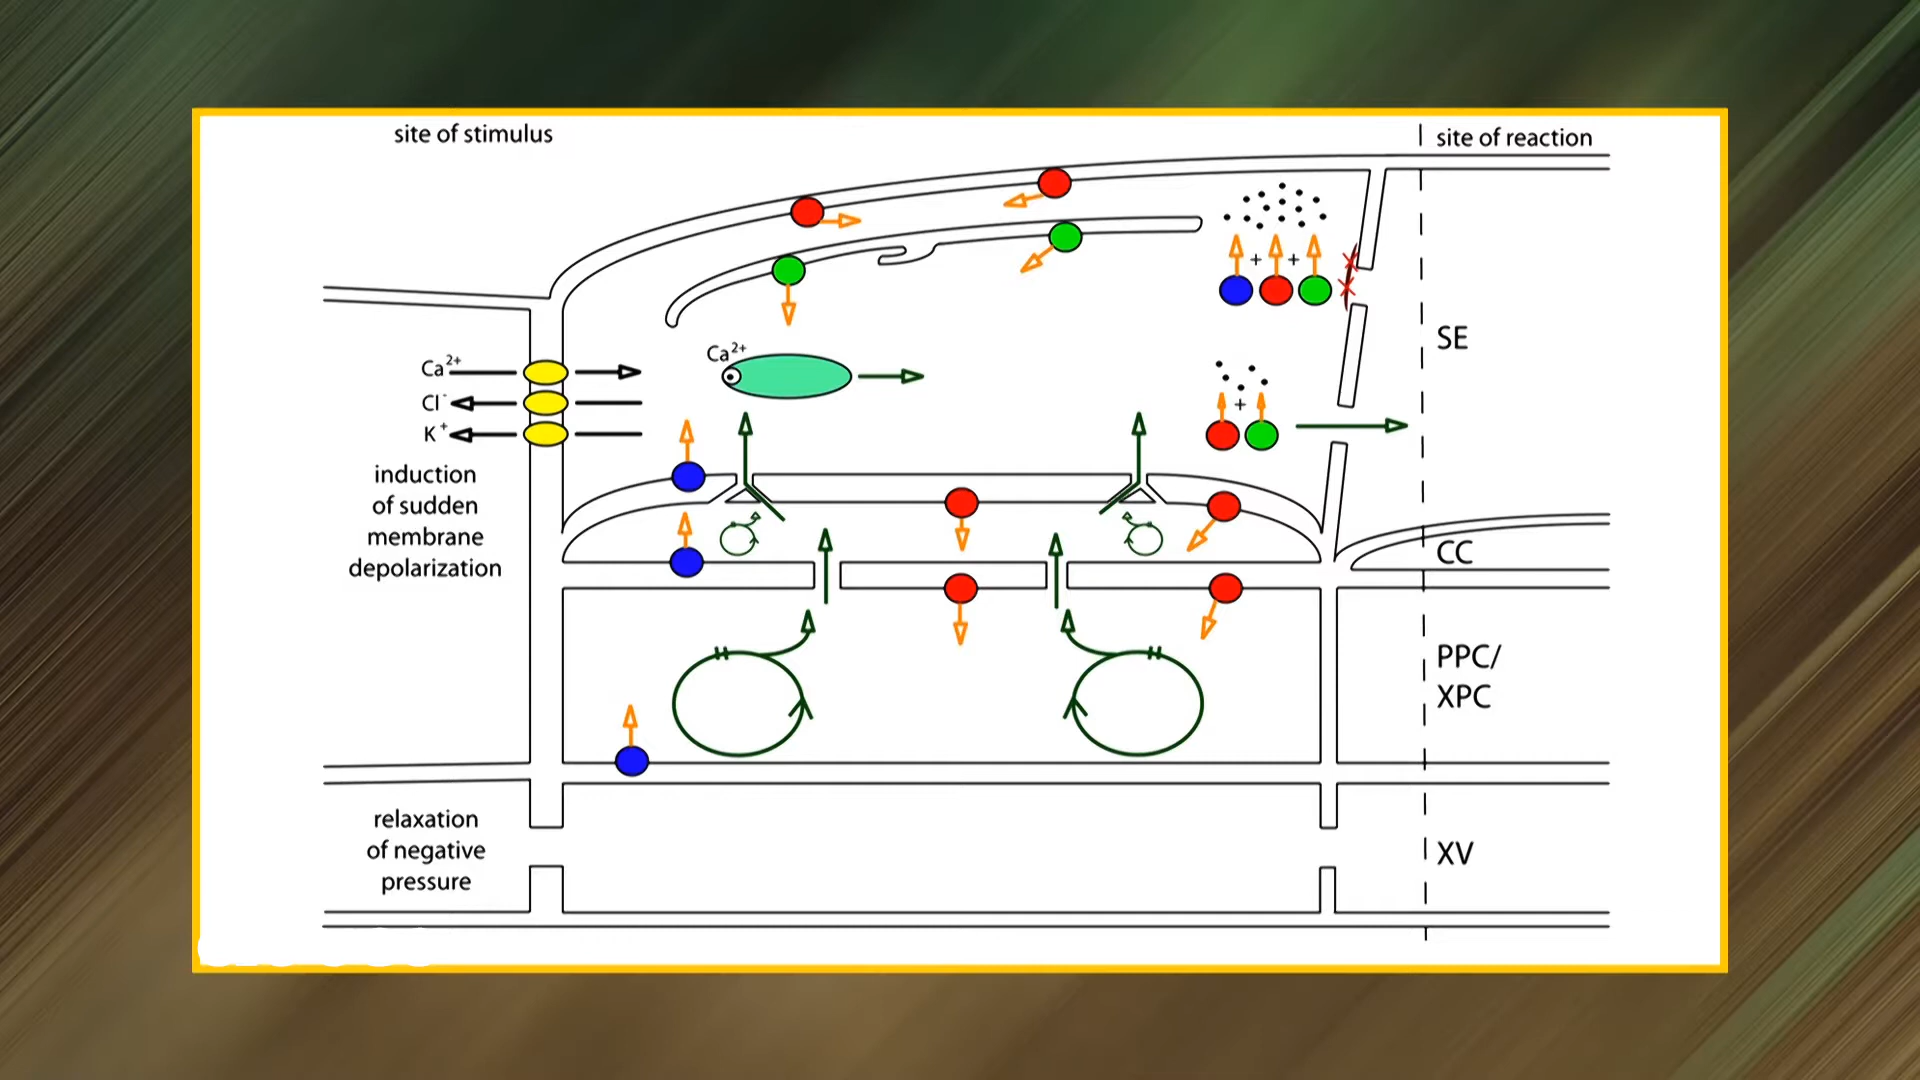 site of stimulus
site of reaction
+ +
SE
Ca²⁺
Ca²⁺
Cl⁻
K⁺
+
induction
of sudden
membrane
depolarization
CC
PPC/
XPC
relaxation
of negative
pressure
XV